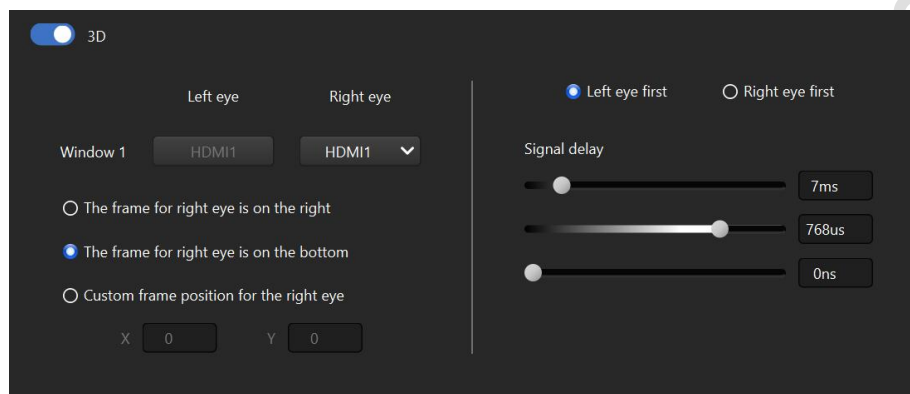 3D
Left eye Right eye
Window 1 HDMI1 HDMI1
The frame for right eye is on the right
The frame for right eye is on the bottom
Custom frame position for the right eye
X 0 Y 0
Left eye first Right eye first
Signal delay
7ms
768us
0ns